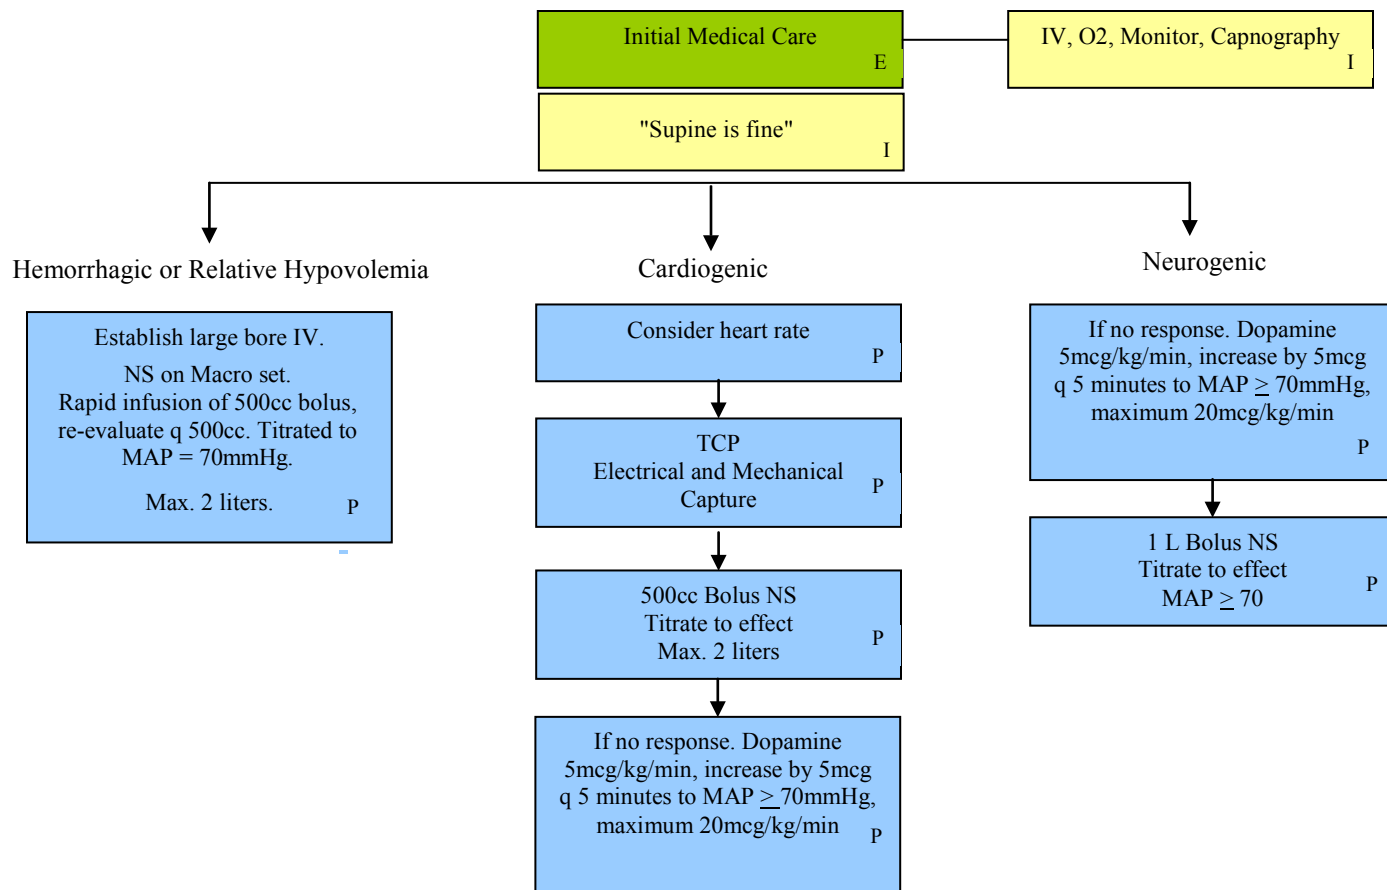 Initial Medical Care
E
IV, O2, Monitor, Capnography
I
"Supine is fine"
I
Hemorrhagic or Relative Hypovolemia
Establish large bore IV.
NS on Macro set.
Rapid infusion of 500cc bolus,
re-evaluate q 500cc. Titrated to
MAP = 70mmHg.
Max. 2 liters.
P
Cardiogenic
Consider heart rate
P
TCP
Electrical and Mechanical
Capture
P
500cc Bolus NS
Titrate to effect
Max. 2 liters
P
If no response. Dopamine
5mcg/kg/min, increase by 5mcg
q 5 minutes to MAP ≥ 70mmHg,
maximum 20mcg/kg/min
P
Neurogenic
If no response. Dopamine
5mcg/kg/min, increase by 5mcg
q 5 minutes to MAP ≥ 70mmHg,
maximum 20mcg/kg/min
P
1 L Bolus NS
Titrate to effect
MAP ≥ 70
P